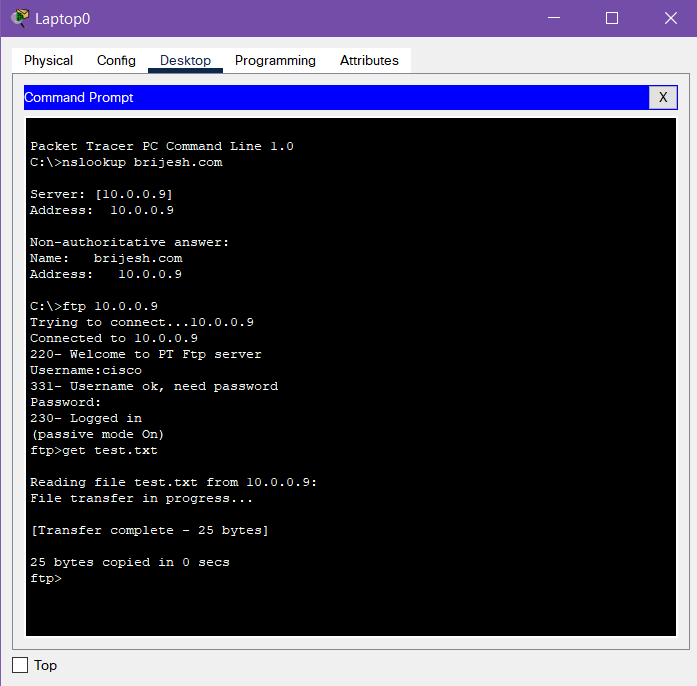 Laptop0
Physical Config Desktop Programming Attributes
Command Prompt
X
Packet Tracer PC Command Line 1.0
C:\>nslookup brijesh.com
Server: [10.0.0.9]
Address:  10.0.0.9
Non-authoritative answer:
Name:   brijesh.com
Address:   10.0.0.9
C:\>ftp 10.0.0.9
Trying to connect...10.0.0.9
Connected to 10.0.0.9
220- Welcome to PT Ftp server
Username:cisco
331- Username ok, need password
Password:
230- Logged in
(passive mode On)
ftp>get test.txt
Reading file test.txt from 10.0.0.9:
File transfer in progress...
[Transfer complete - 25 bytes]
25 bytes copied in 0 secs
ftp>
Top